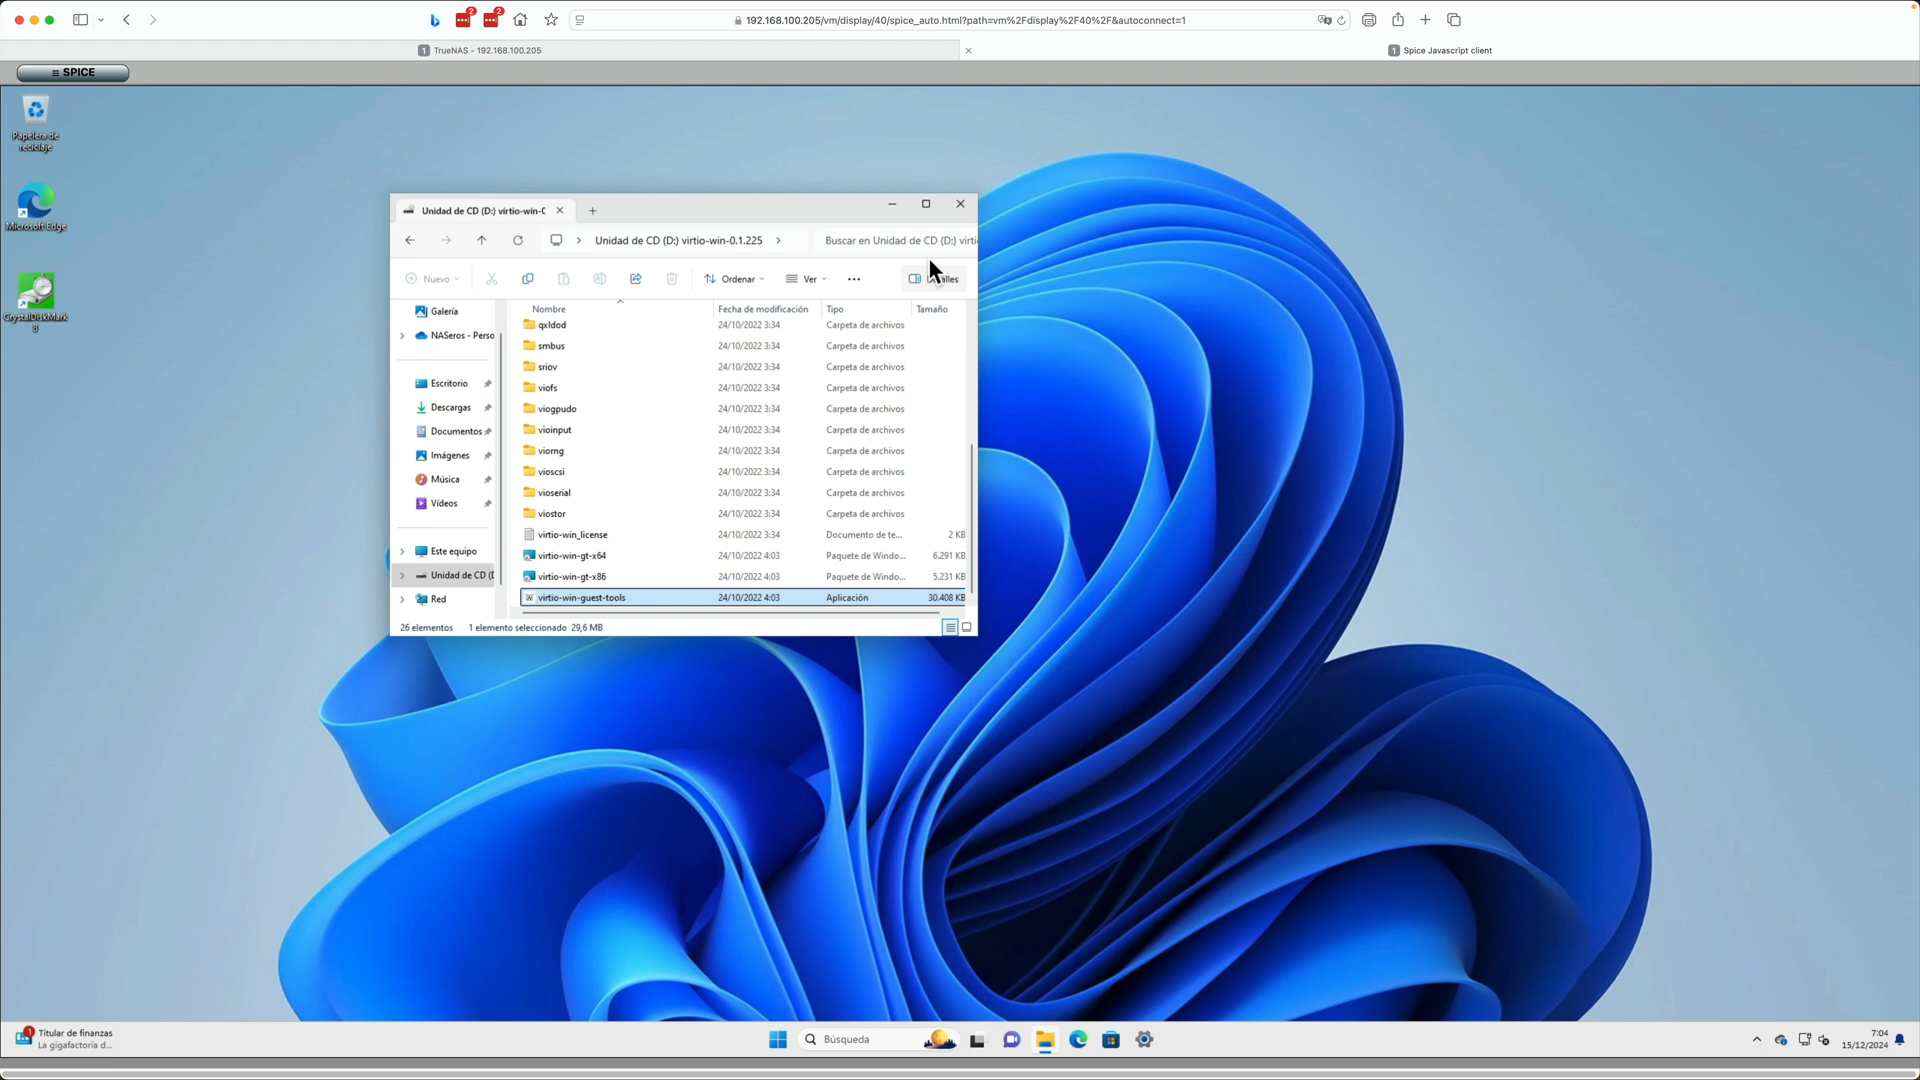 2
2
192.168.100.205/vm/display/40/spice_auto.html?path=vm%2Fdisplay%2F40%2F&autoconnect=1
1 TrueNAS - 192.168.100.205
1 Spice Javascript client
≡ SPICE
Papelera de
reciclaje
Microsoft Edge
CrystalDiskMark
8
Unidad de CD (D:) virtio-win-0
Unidad de CD (D:) virtio-win-0.1.225
Buscar en Unidad de CD (D:) virti
Nuevo
Ordenar
Ver
Nombre Fecha de modificación Tipo Tamaño
Galería
NASeros - Perso
Escritorio
Descargas
Documentos
Imágenes
Música
Vídeos
Este equipo
Unidad de CD (D
Red
qxldod 24/10/2022 3:34 Carpeta de archivos
smbus 24/10/2022 3:34 Carpeta de archivos
sriov 24/10/2022 3:34 Carpeta de archivos
viofs 24/10/2022 3:34 Carpeta de archivos
viogpudo 24/10/2022 3:34 Carpeta de archivos
vioinput 24/10/2022 3:34 Carpeta de archivos
viorng 24/10/2022 3:34 Carpeta de archivos
vioscsi 24/10/2022 3:34 Carpeta de archivos
vioserial 24/10/2022 3:34 Carpeta de archivos
viostor 24/10/2022 3:34 Carpeta de archivos
virtio-win_license 24/10/2022 3:34 Documento de te... 2 KB
virtio-win-gt-x64 24/10/2022 4:03 Paquete de Windo... 6.291 KB
virtio-win-gt-x86 24/10/2022 4:03 Paquete de Windo... 5.231 KB
virtio-win-guest-tools 24/10/2022 4:03 Aplicación 30.408 KB
26 elementos 1 elemento seleccionado 29,6 MB
1
Titular de finanzas
La gigafactoria d...
Búsqueda
7:04
15/12/2024